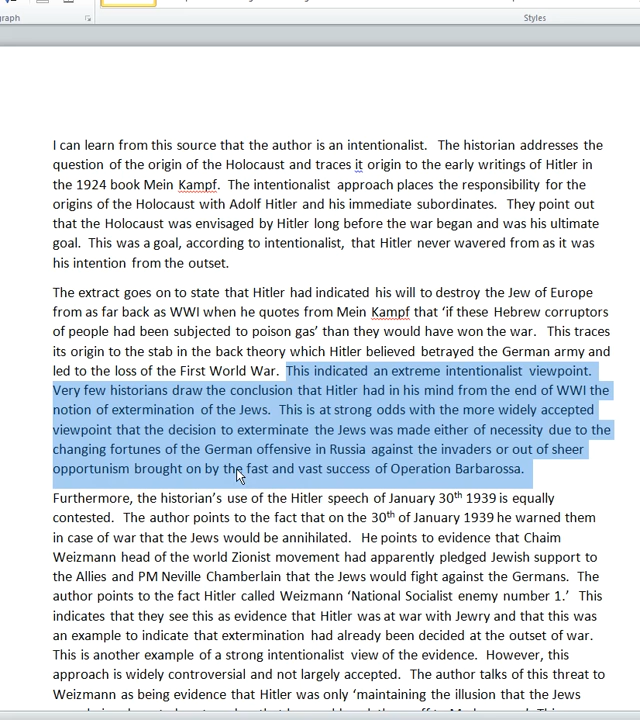 graph
Styles
I can learn from this source that the author is an intentionalist. The historian addresses the
question of the origin of the Holocaust and traces it origin to the early writings of Hitler in
the 1924 book Mein Kampf. The intentionalist approach places the responsibility for the
origins of the Holocaust with Adolf Hitler and his immediate subordinates. They point out
that the Holocaust was envisaged by Hitler long before the war began and was his ultimate
goal. This was a goal, according to intentionalist, that Hitler never wavered from as it was
his intention from the outset.
The extract goes on to state that Hitler had indicated his will to destroy the Jew of Europe
from as far back as WWI when he quotes from Mein Kampf that ‘if these Hebrew corruptors
of people had been subjected to poison gas’ than they would have won the war. This traces
its origin to the stab in the back theory which Hitler believed betrayed the German army and
led to the loss of the First World War. This indicated an extreme intentionalist viewpoint.
Very few historians draw the conclusion that Hitler had in his mind from the end of WWI the
notion of extermination of the Jews. This is at strong odds with the more widely accepted
viewpoint that the decision to exterminate the Jews was made either of necessity due to the
changing fortunes of the German offensive in Russia against the invaders or out of sheer
opportunism brought on by the fast and vast success of Operation Barbarossa.
Furthermore, the historian’s use of the Hitler speech of January 30th 1939 is equally
contested. The author points to the fact that on the 30th of January 1939 he warned them
in case of war that the Jews would be annihilated. He points to evidence that Chaim
Weizmann head of the world Zionist movement had apparently pledged Jewish support to
the Allies and PM Neville Chamberlain that the Jews would fight against the Germans. The
author points to the fact Hitler called Weizmann ‘National Socialist enemy number 1.’ This
indicates that they see this as evidence that Hitler was at war with Jewry and that this was
an example to indicate that extermination had already been decided at the outset of war.
This is another example of a strong intentionalist view of the evidence. However, this
approach is widely controversial and not largely accepted. The author talks of this threat to
Weizmann as being evidence that Hitler was only ‘maintaining the illusion that the Jews